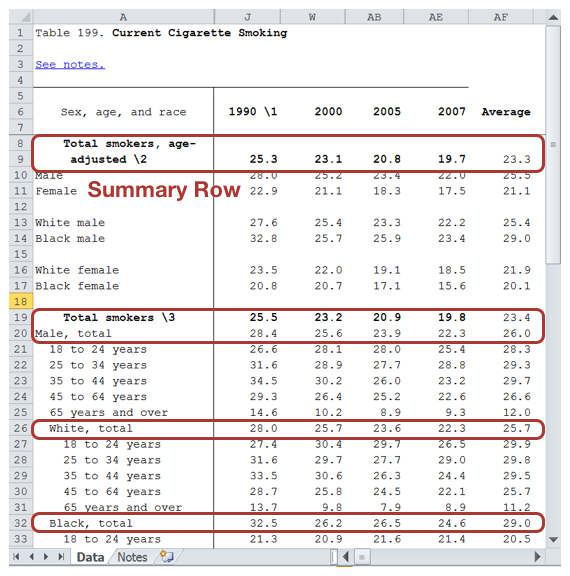 A J W AB AE AF
1 Table 199. Current Cigarette Smoking
2
3 See notes.
4
5
6 Sex, age, and race 1990 \1 2000 2005 2007 Average
7
8 Total smokers, age-
9 adjusted \2 25.3 23.1 20.8 19.7 23.3
10 Male 28.0 25.2 23.4 22.0 25.5
11 Female 22.9 21.1 18.3 17.5 21.1
Summary Row
12
13 White male 27.6 25.4 23.3 22.2 25.4
14 Black male 32.8 25.7 25.9 23.4 29.0
15
16 White female 23.5 22.0 19.1 18.5 21.9
17 Black female 20.8 20.7 17.1 15.6 20.1
18
19 Total smokers \3 25.5 23.2 20.9 19.8 23.4
20 Male, total 28.4 25.6 23.9 22.3 26.0
21 18 to 24 years 26.6 28.1 28.0 25.4 28.3
22 25 to 34 years 31.6 28.9 27.7 28.8 29.3
23 35 to 44 years 34.5 30.2 26.0 23.2 29.7
24 45 to 64 years 29.3 26.4 25.2 22.6 26.6
25 65 years and over 14.6 10.2 8.9 9.3 12.0
26 White, total 28.0 25.7 23.6 22.3 25.7
27 18 to 24 years 27.4 30.4 29.7 26.5 29.9
28 25 to 34 years 31.6 29.7 27.7 29.0 29.8
29 35 to 44 years 33.5 30.6 26.3 24.4 29.5
30 45 to 64 years 28.7 25.8 24.5 22.1 25.7
31 65 years and over 13.7 9.8 7.9 8.9 11.2
32 Black, total 32.5 26.2 26.5 24.6 29.0
33 18 to 24 years 21.3 20.9 21.6 21.4 20.5
Data Notes